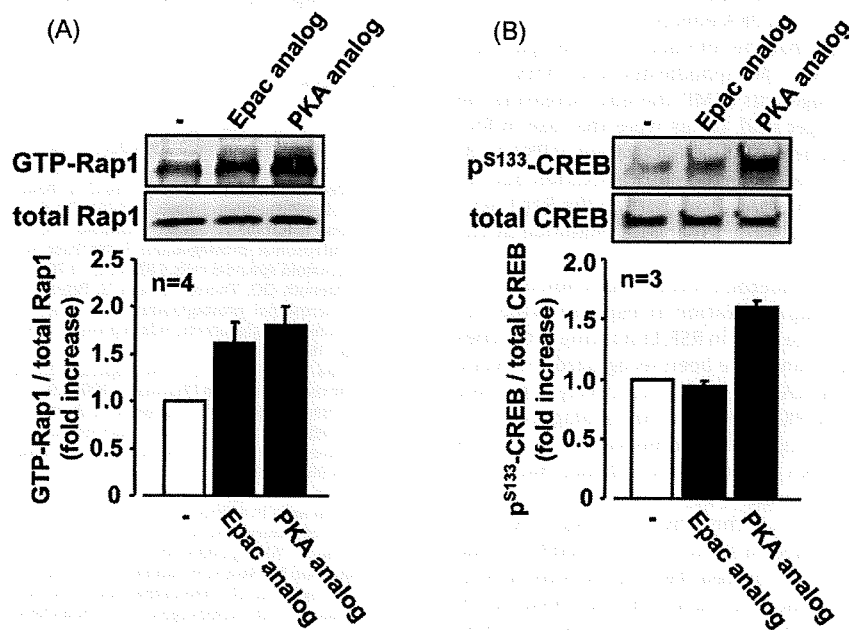 (A)
- Epac analog PKA analog
GTP-Rap1
total Rap1
GTP-Rap1 / total Rap1
(fold increase)
2.5
2.0
1.5
1.0
0.5
0
n=4
- Epac analog PKA analog
(B)
- Epac analog PKA analog
pS133-CREB
total CREB
pS133-CREB / total CREB
(fold increase)
2.0
1.5
1.0
0.5
0
n=3
- Epac analog PKA analog